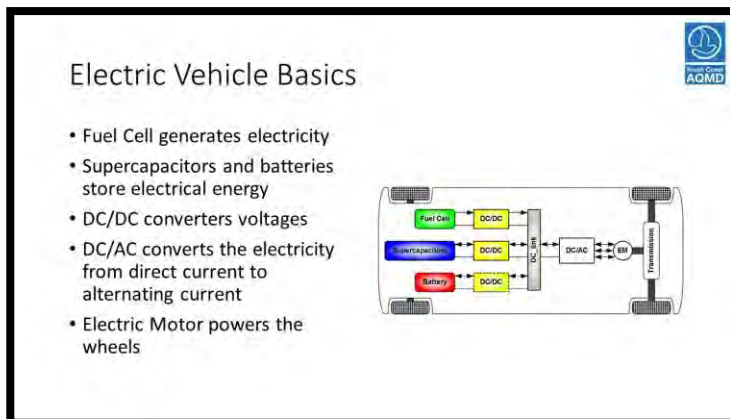 South Coast
AQMD
Electric Vehicle Basics
• Fuel Cell generates electricity
• Supercapacitors and batteries
store electrical energy
• DC/DC converters voltages
• DC/AC converts the electricity
from direct current to
alternating current
• Electric Motor powers the
wheels
Fuel Cell
DC/DC
Supercapacitors
DC/DC
Battery
DC/DC
DC_link
DC/AC
EM
Transmission